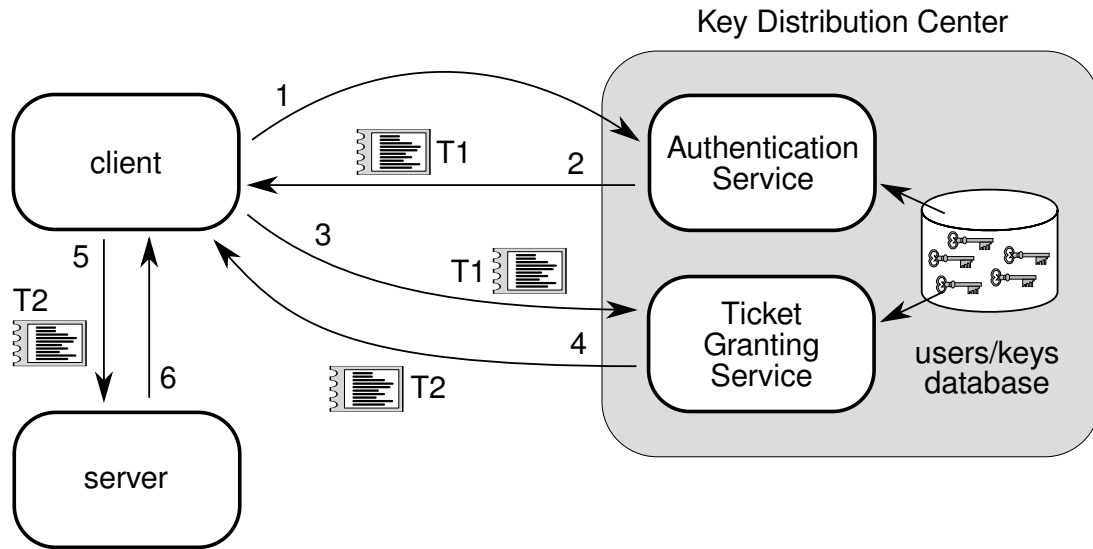 Key Distribution Center
1
client
T1
2
Authentication
Service
3
5
T1
T2
4
Ticket
Granting
Service
T2
6
users/keys
database
server